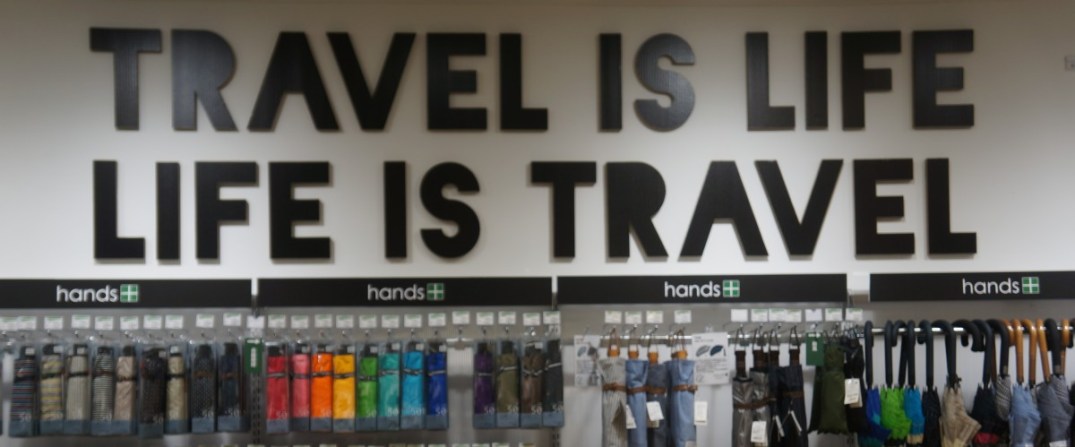 TRAVEL IS LIFE
LIFE IS TRAVEL
hands hands hands hands